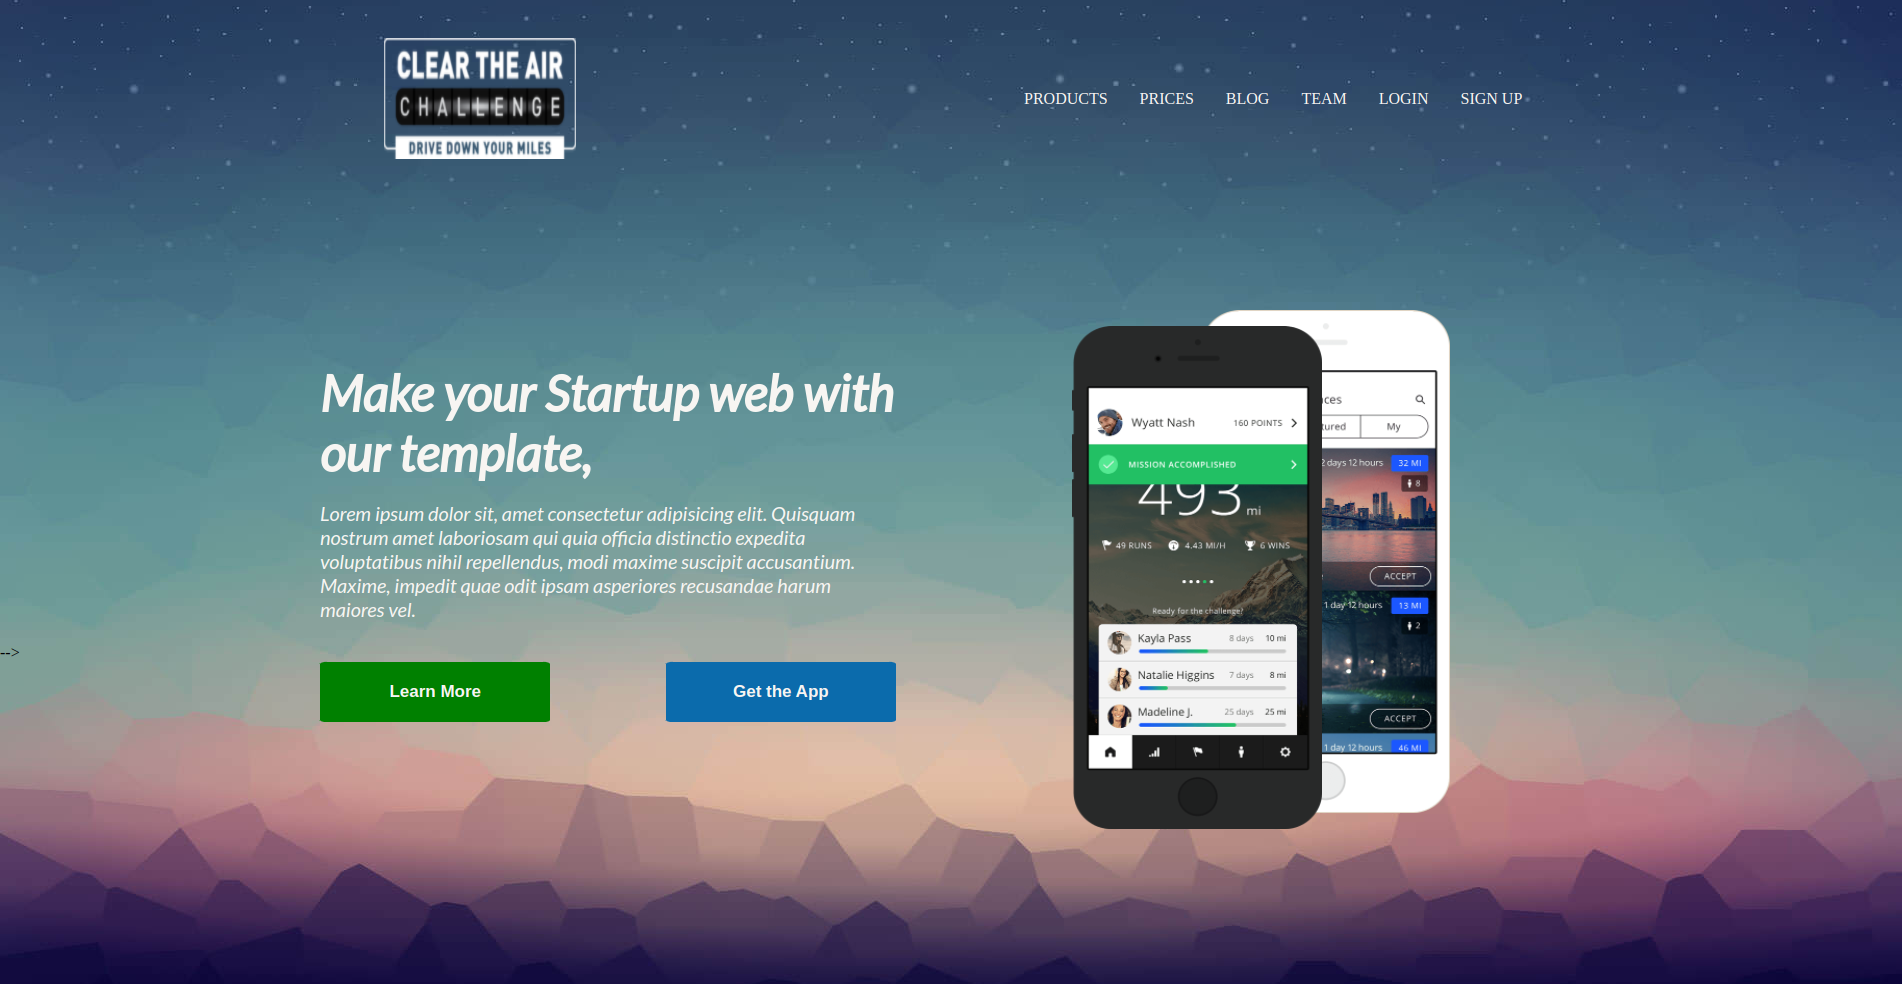 CLEAR THE AIR
CHALLENGE
DRIVE DOWN YOUR MILES
PRODUCTS PRICES BLOG TEAM LOGIN SIGN UP
Make your Startup web with
our template,
Lorem ipsum dolor sit, amet consectetur adipisicing elit. Quisquam
nostrum amet laboriosam qui quia officia distinctio expedita
voluptatibus nihil repellendus, modi maxime suscipit accusantium.
Maxime, impedit quae odit ipsam asperiores recusandae harum
maiores vel.
-->
Learn More
Get the App
Wyatt Nash 160 POINTS
MISSION ACCOMPLISHED
493 mi
49 RUNS 4.43 MI/H 6 WINS
Ready for the challenge?
Kayla Pass 8 days 10 mi
Natalie Higgins 7 days 8 mi
Madeline J. 25 days 25 mi
ces
ured My
2 days 12 hours 32 MI
8
ACCEPT
1 day 12 hours 13 MI
2
ACCEPT
1 day 12 hours 46 MI